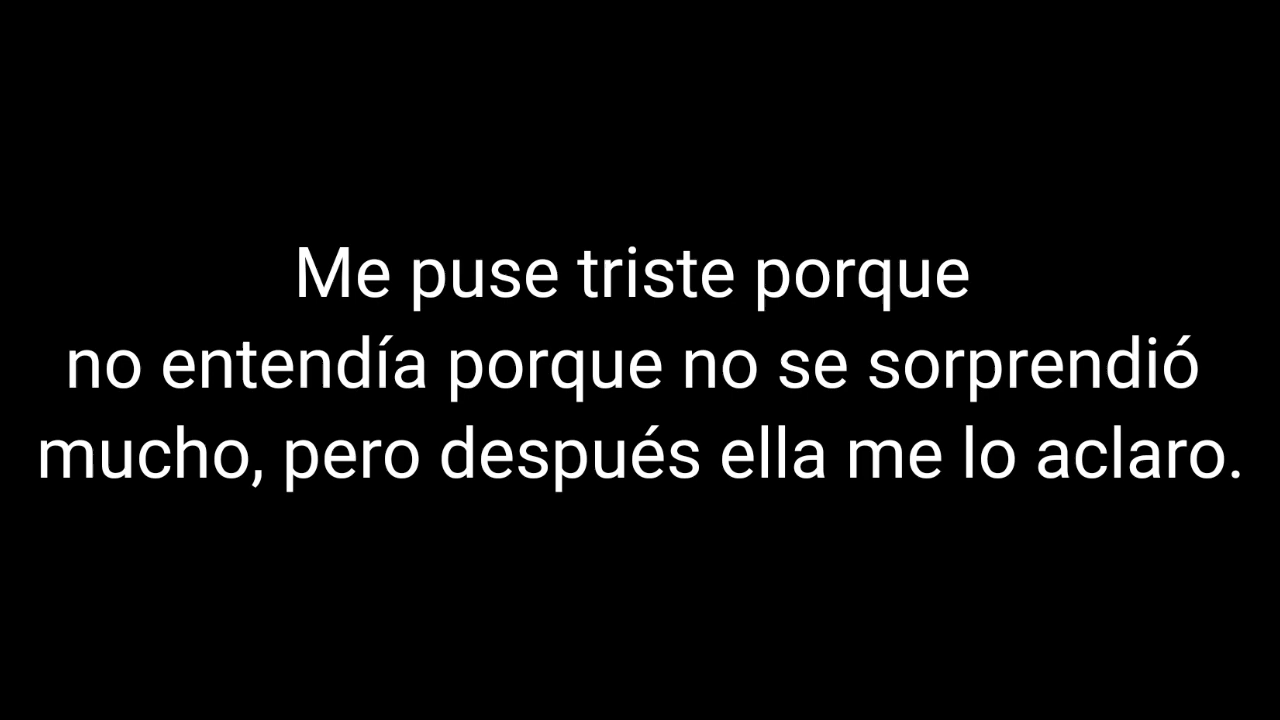 Me puse triste porque
no entendía porque no se sorprendió
mucho, pero después ella me lo aclaro.